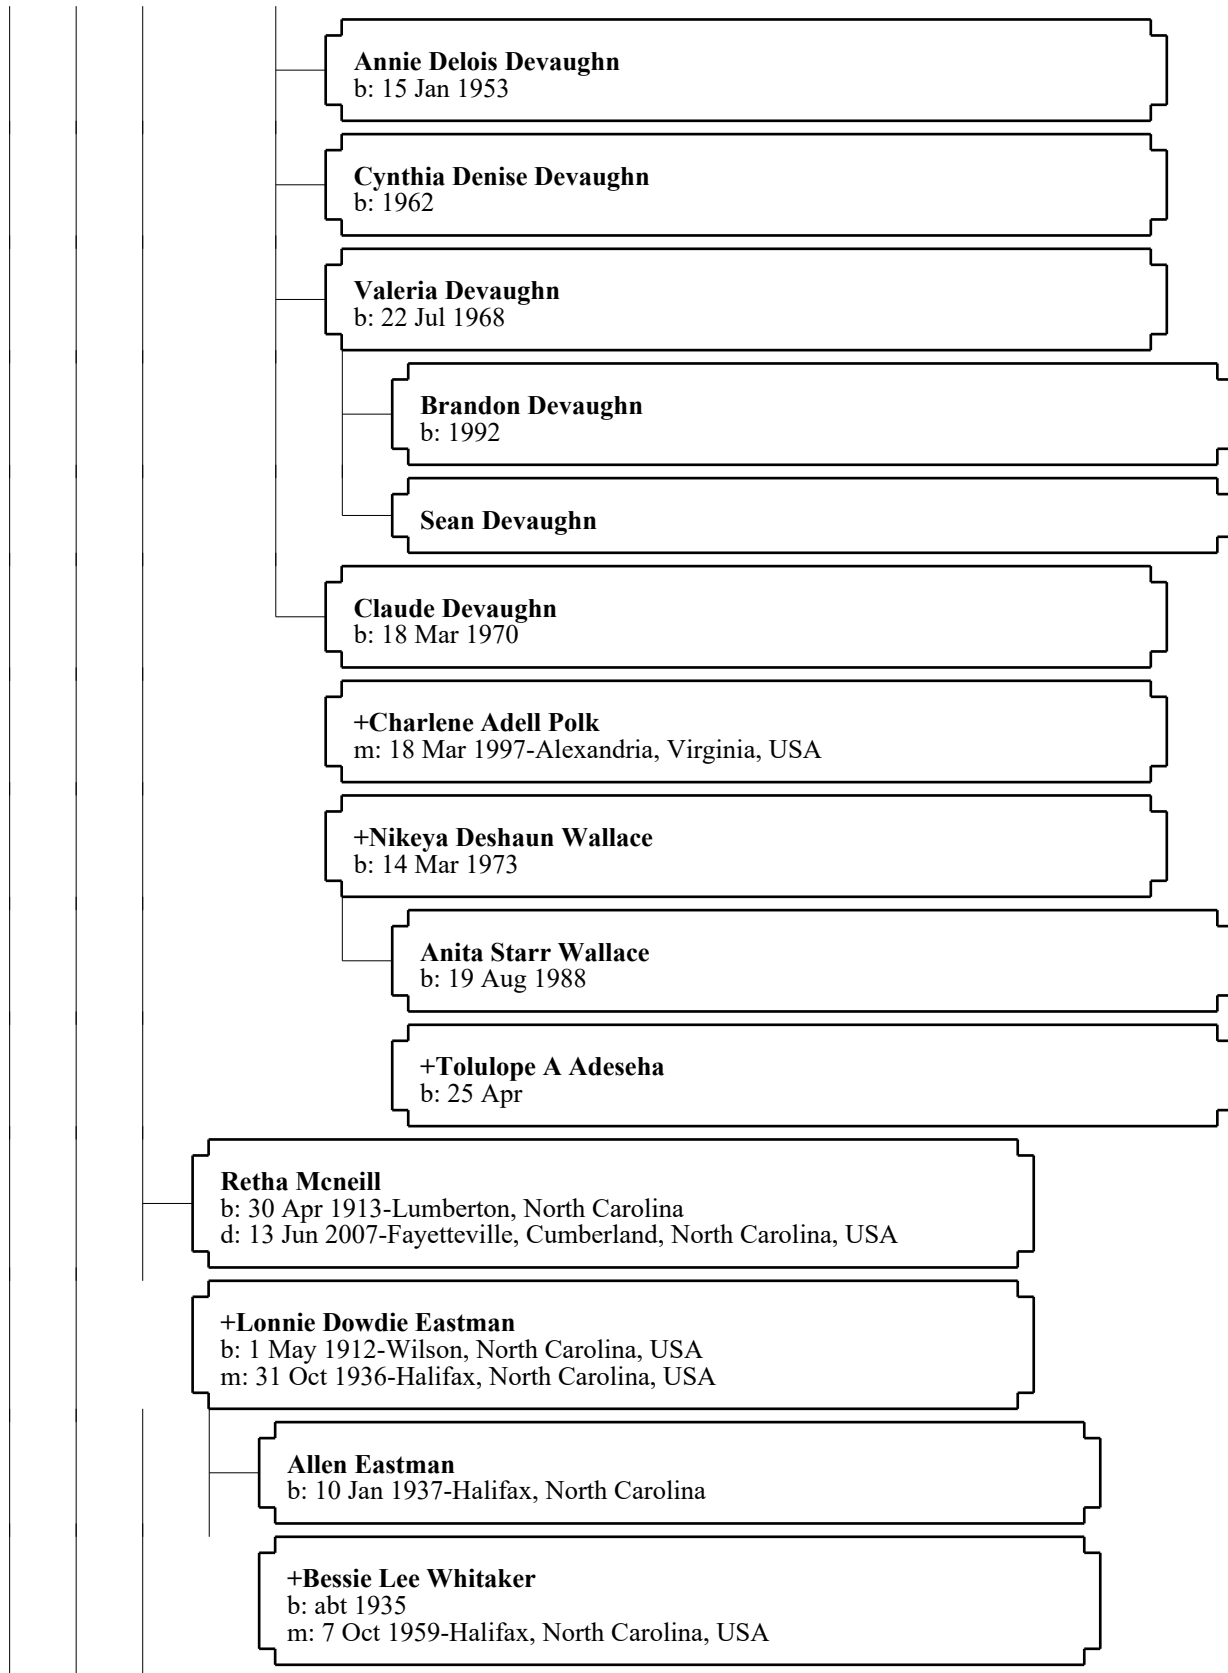 Annie Delois Devaughn
b: 15 Jan 1953
Cynthia Denise Devaughn
b: 1962
Valeria Devaughn
b: 22 Jul 1968
Brandon Devaughn
b: 1992
Sean Devaughn
Claude Devaughn
b: 18 Mar 1970
+Charlene Adell Polk
m: 18 Mar 1997-Alexandria, Virginia, USA
+Nikeya Deshaun Wallace
b: 14 Mar 1973
Anita Starr Wallace
b: 19 Aug 1988
+Tolulope A Adeseha
b: 25 Apr
Retha Mcneill
b: 30 Apr 1913-Lumberton, North Carolina
d: 13 Jun 2007-Fayetteville, Cumberland, North Carolina, USA
+Lonnie Dowdie Eastman
b: 1 May 1912-Wilson, North Carolina, USA
m: 31 Oct 1936-Halifax, North Carolina, USA
Allen Eastman
b: 10 Jan 1937-Halifax, North Carolina
+Bessie Lee Whitaker
b: abt 1935
m: 7 Oct 1959-Halifax, North Carolina, USA